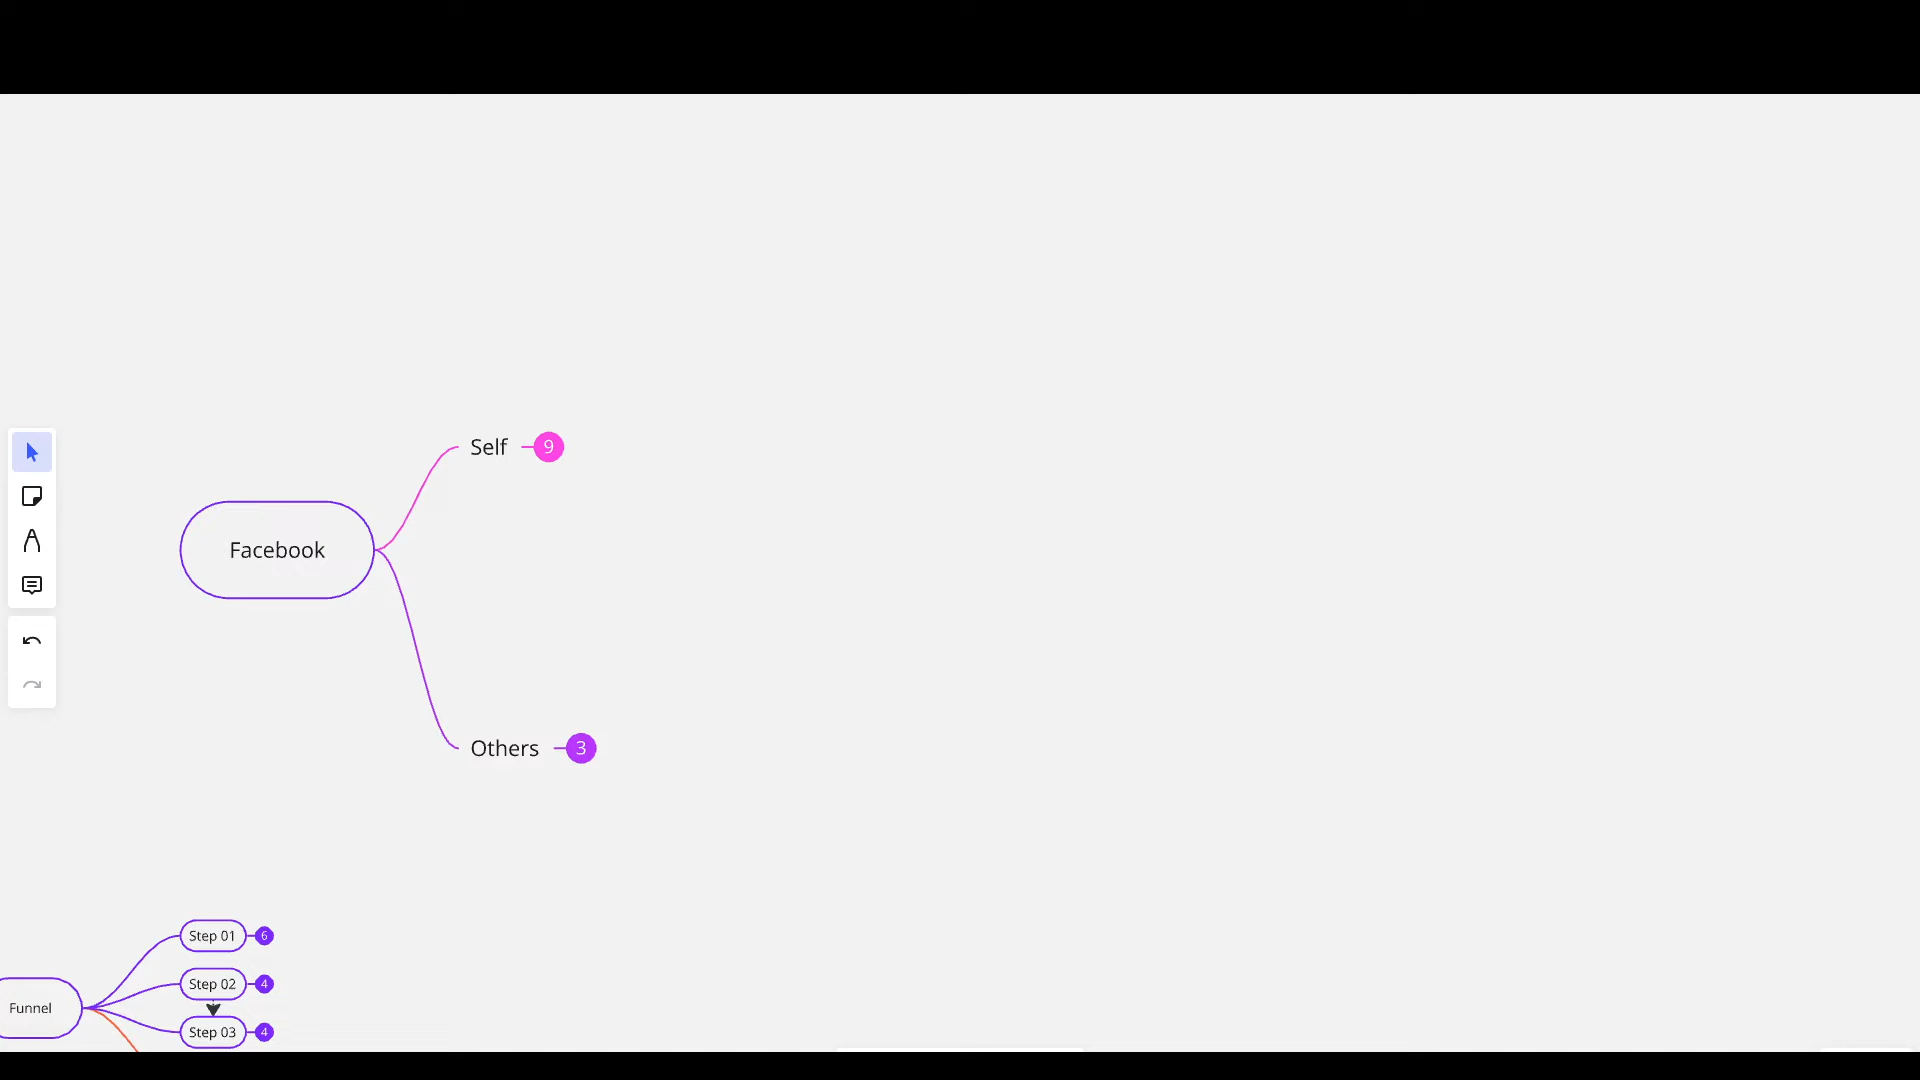 Self 9
Facebook
Others 3
Step 01 6
Step 02 4
Funnel
Step 03 4